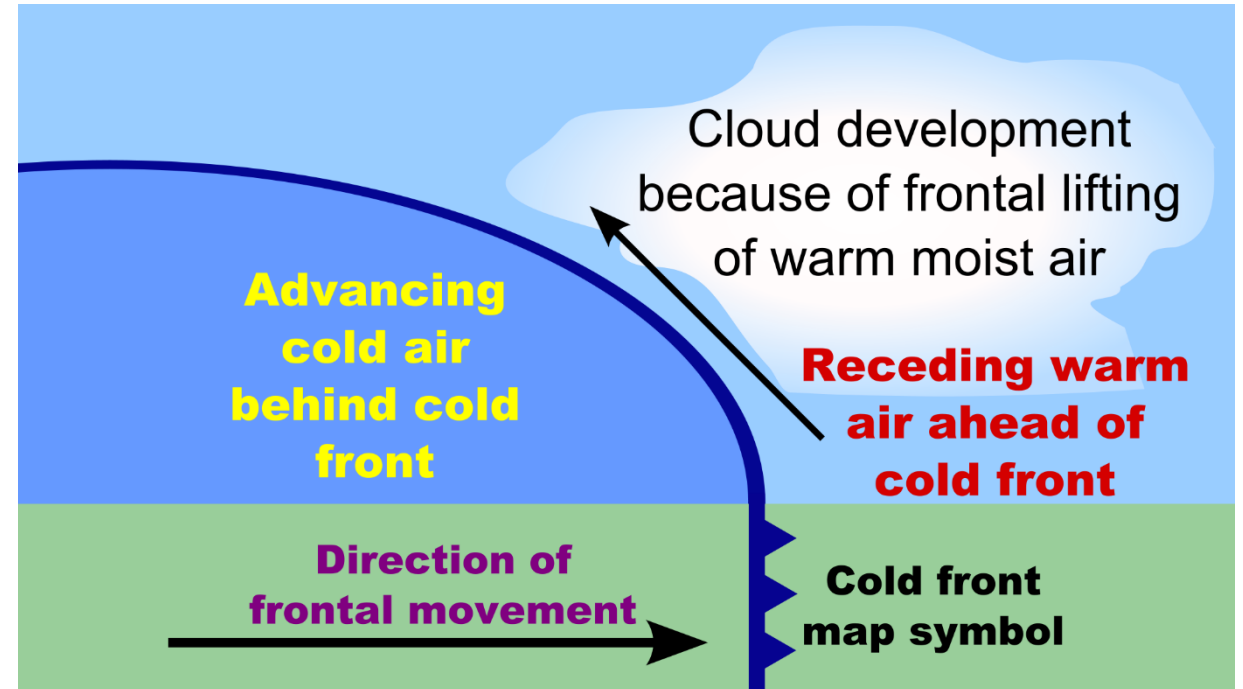 Cloud development
because of frontal lifting
of warm moist air
Advancing
cold air
behind cold
front
Receding warm
air ahead of
cold front
Direction of
frontal movement
Cold front
map symbol